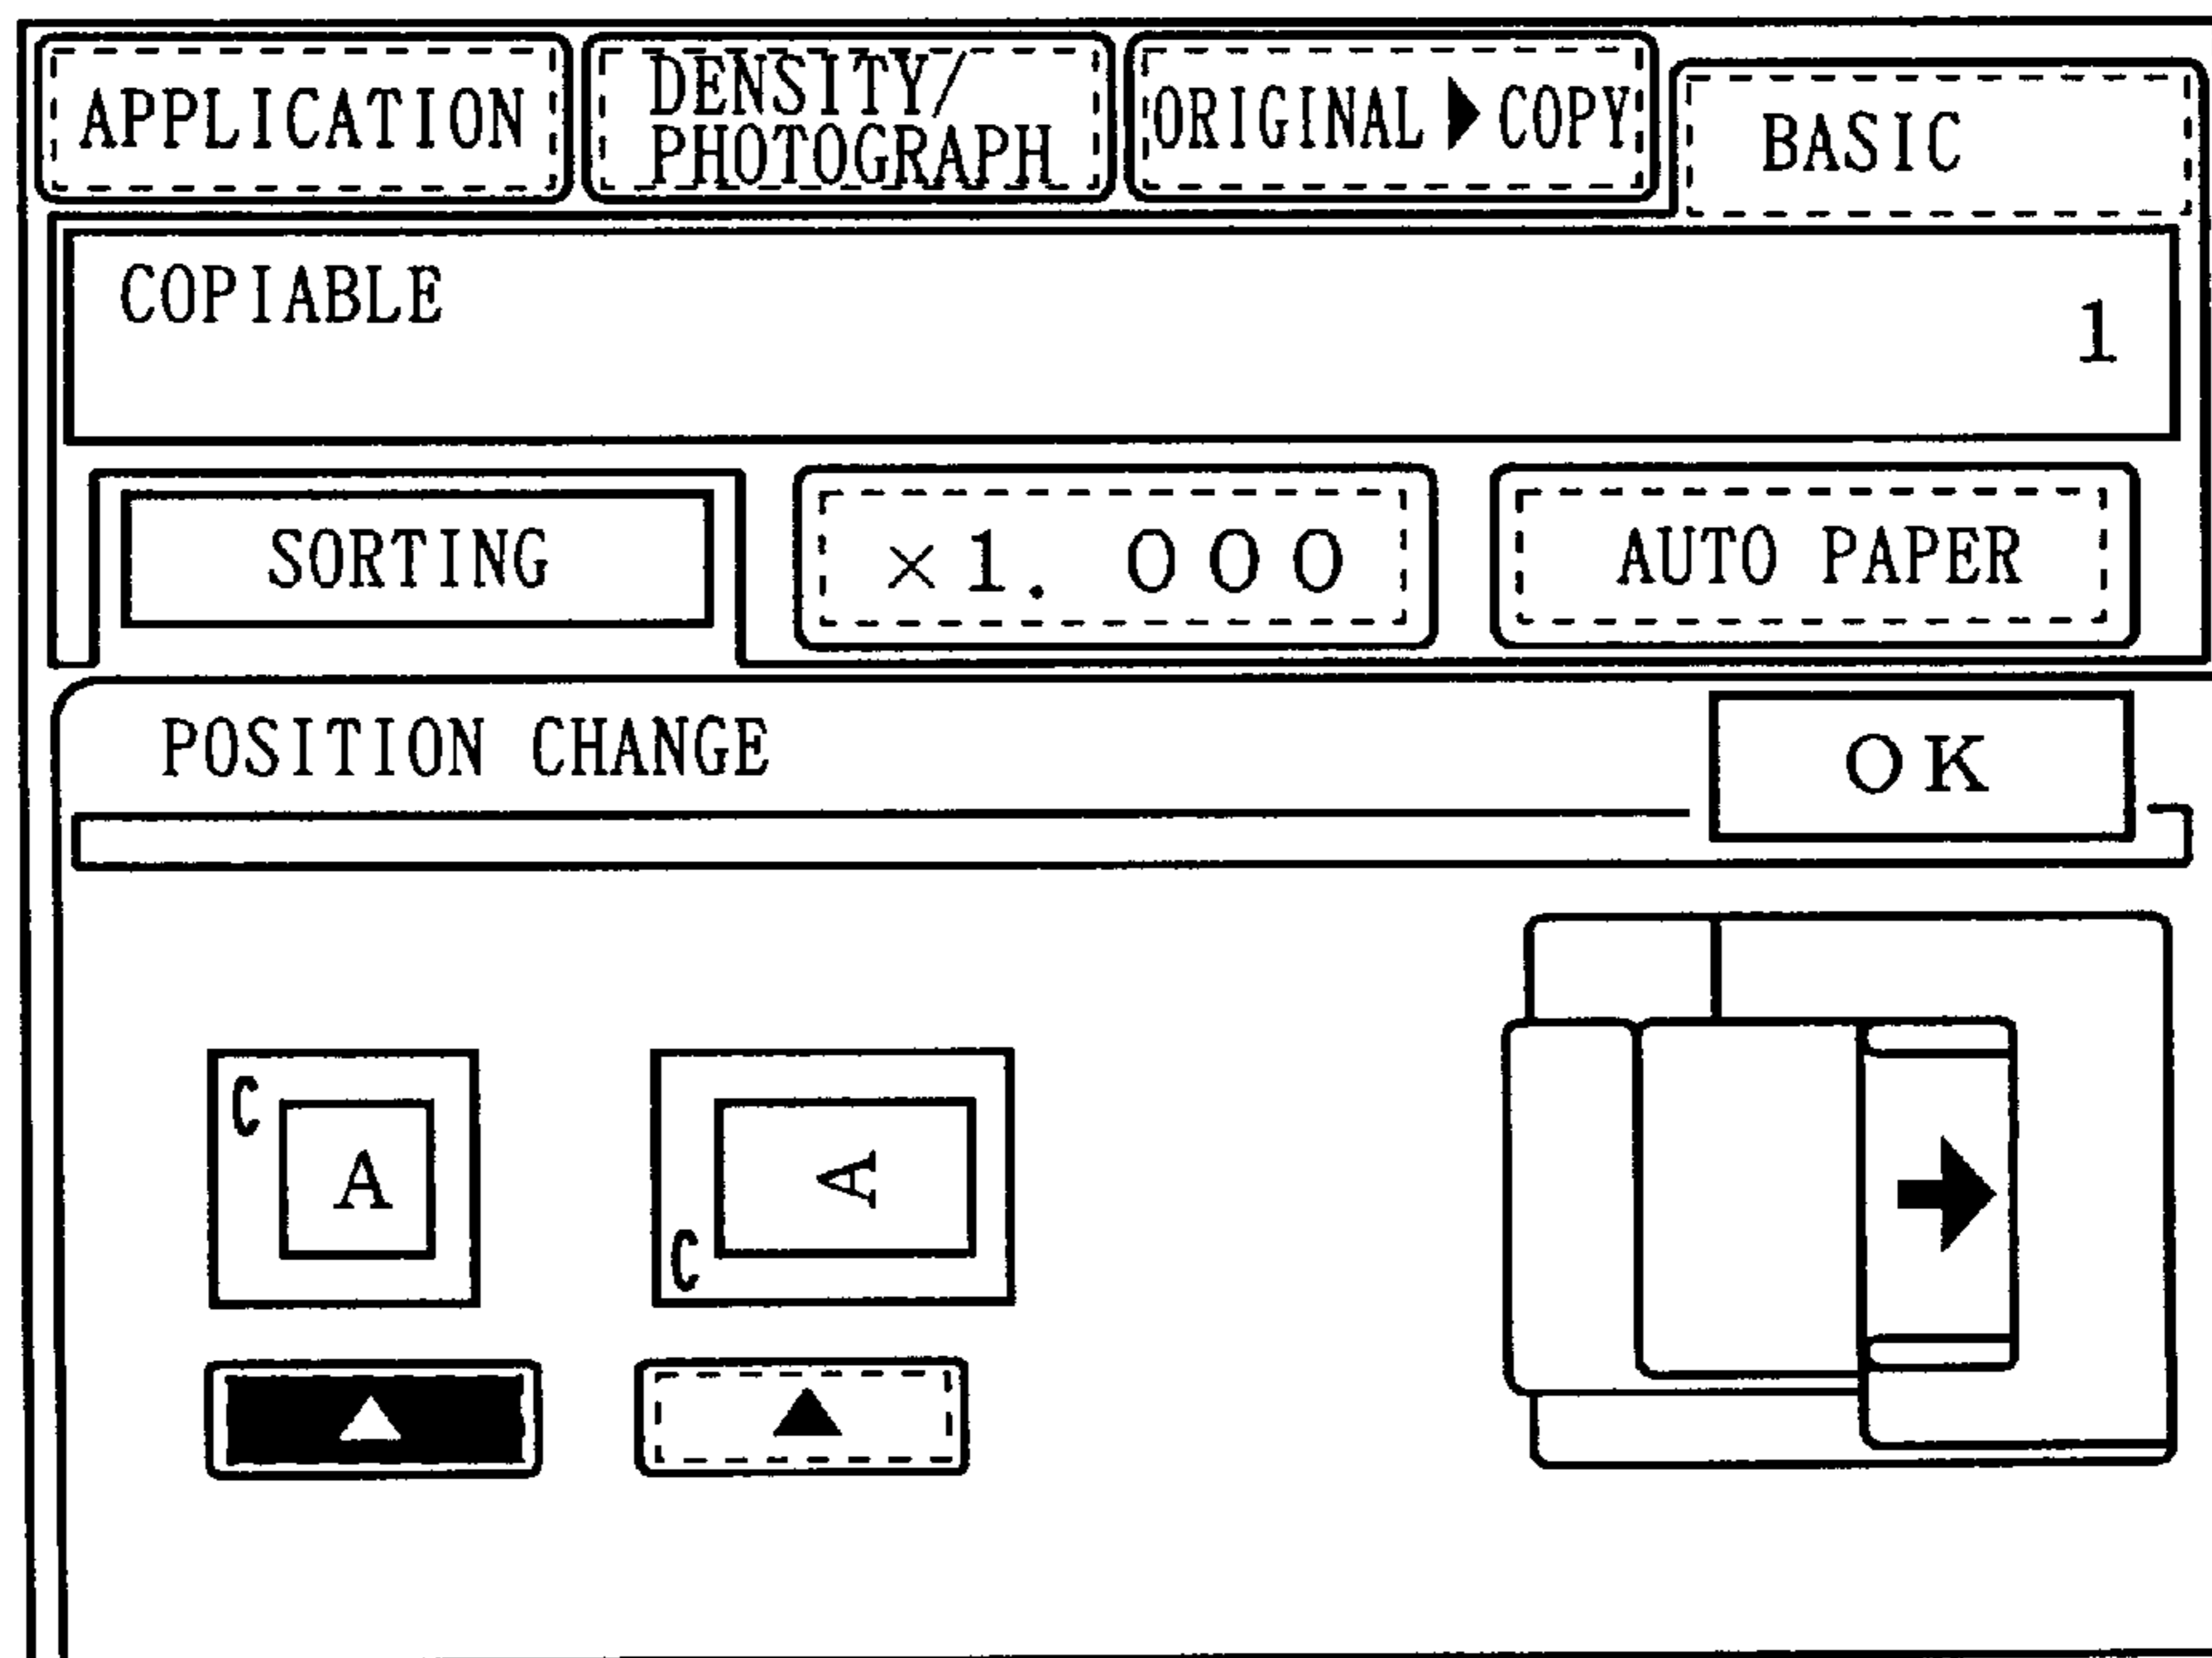 APPLICATION
DENSITY/
PHOTOGRAPH
ORIGINAL ▶ COPY
BASIC
COPIABLE
1
SORTING
×1.000
AUTO PAPER
POSITION CHANGE
OK
C
A
A
C